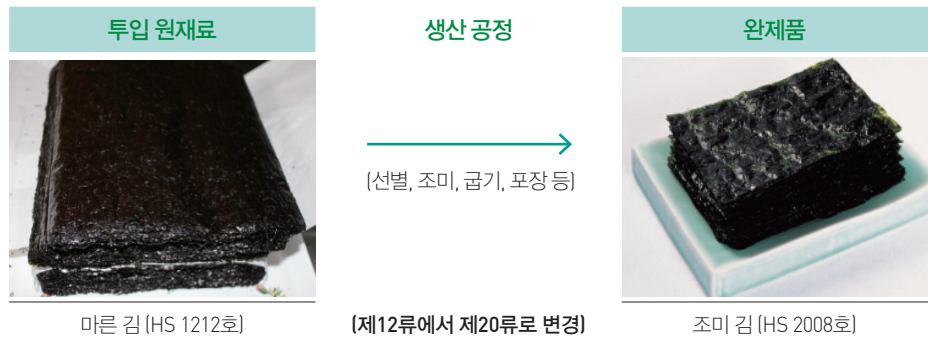 투입 원재료
생산 공정
완제품
(선별, 조미, 굽기, 포장 등)
마른 김 (HS 1212호)
(제12류에서 제20류로 변경)
조미 김 (HS 2008호)